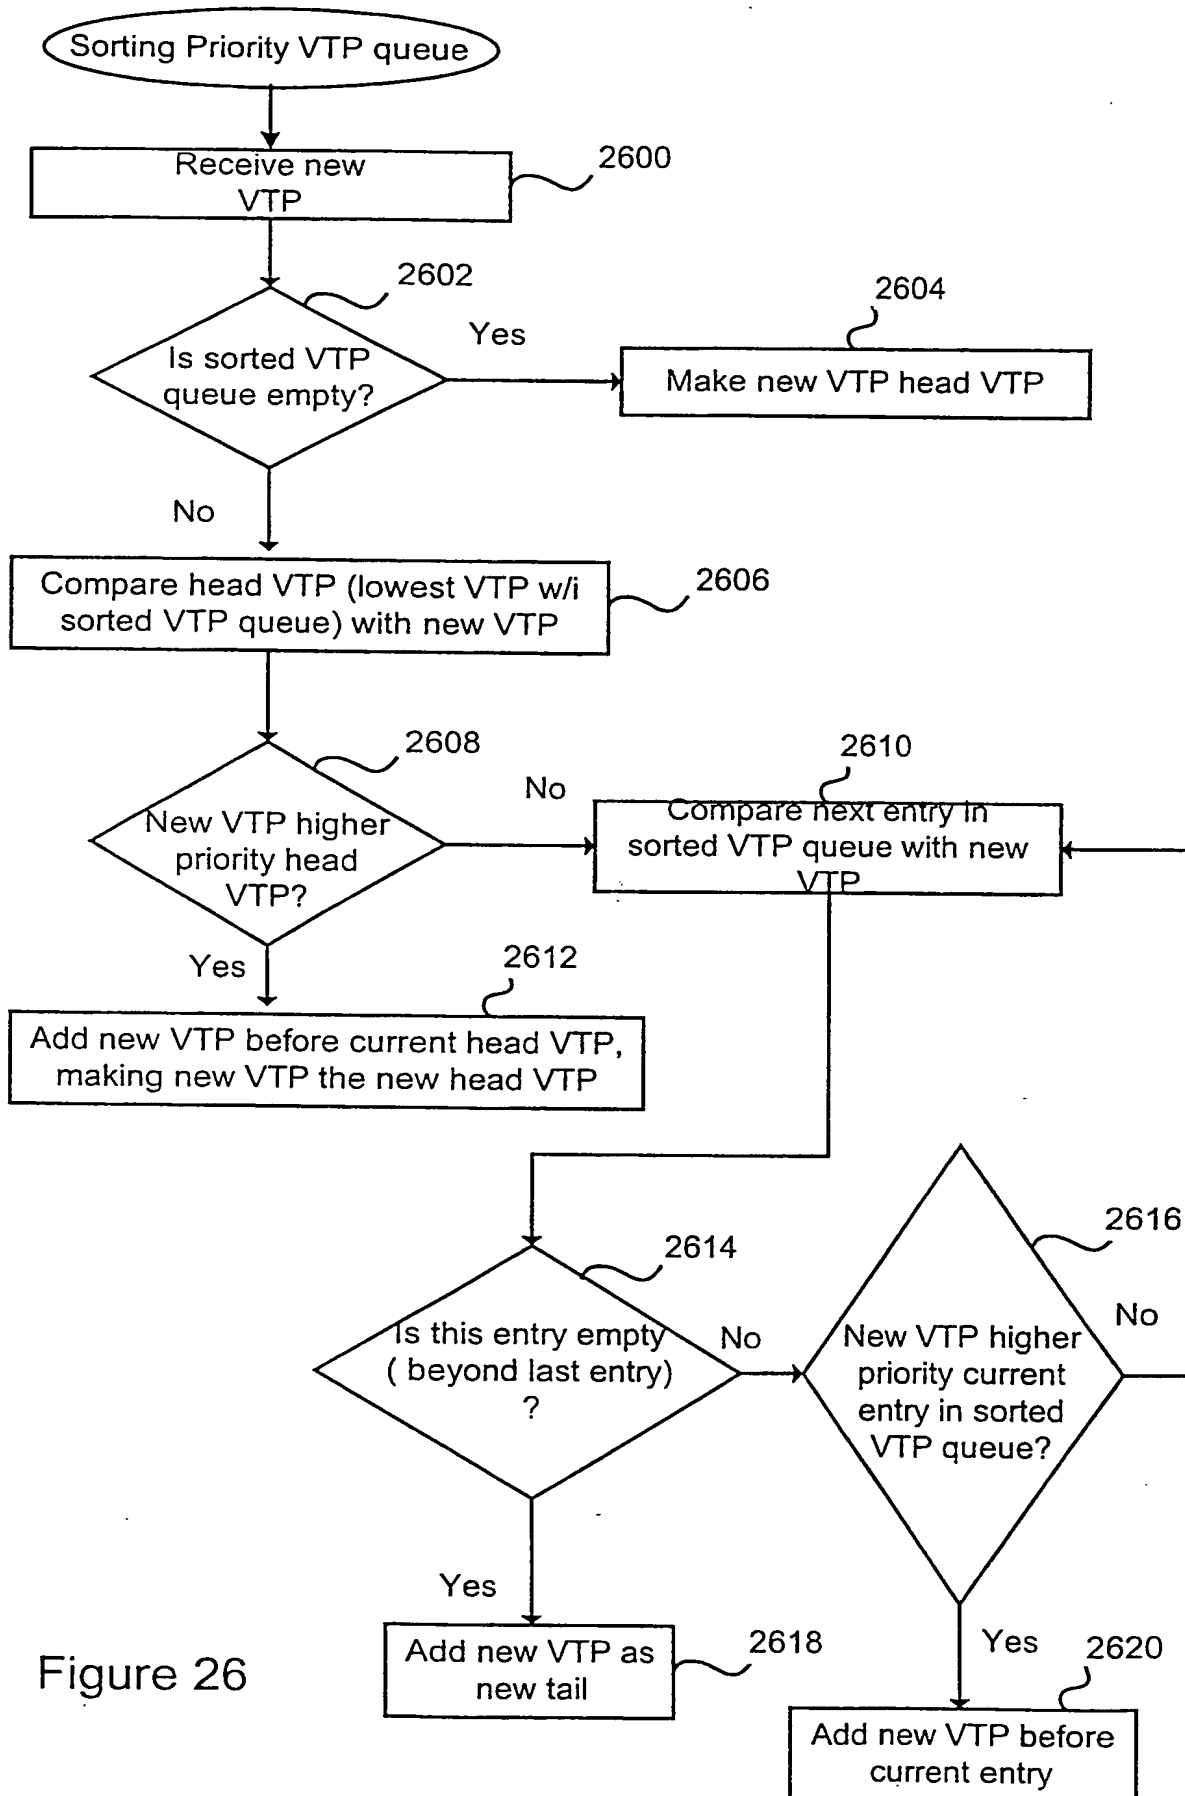 Sorting Priority VTP queue
Receive new
VTP
2600
2602
Is sorted VTP
queue empty?
Yes
2604
Make new VTP head VTP
No
Compare head VTP (lowest VTP w/i
sorted VTP queue) with new VTP
2606
2608
New VTP higher
priority head
VTP?
No
2610
Compare next entry in
sorted VTP queue with new
VTP
Yes
2612
Add new VTP before current head VTP,
making new VTP the new head VTP
2614
Is this entry empty
( beyond last entry)
?
No
2616
New VTP higher
priority current
entry in sorted
VTP queue?
No
Yes
Add new VTP as
new tail
2618
Yes
2620
Add new VTP before
current entry
Figure 26